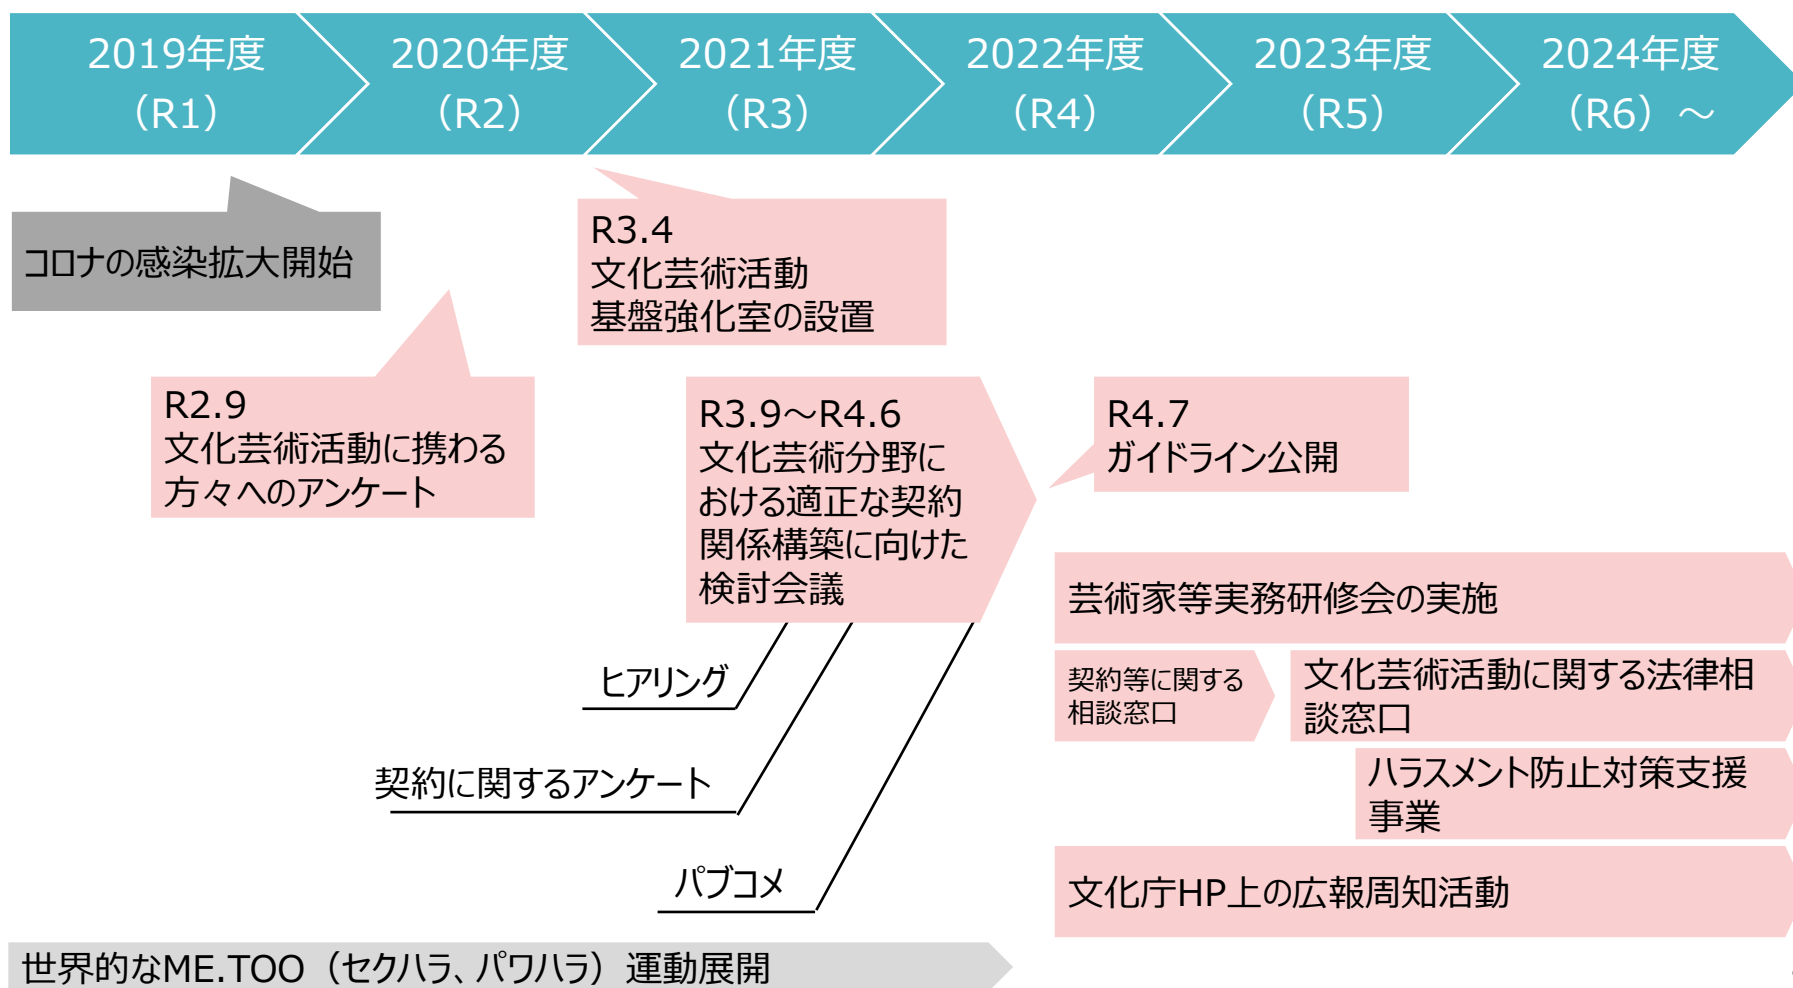 2019年度
（R1）
2020年度
（R2）
2021年度
（R3）
2022年度
（R4）
2023年度
（R5）
2024年度
（R6）～
コロナの感染拡大開始
R3.4
文化芸術活動
基盤強化室の設置
R2.9
文化芸術活動に携わる
方々へのアンケート
R3.9～R4.6
文化芸術分野に
おける適正な契約
関係構築に向けた
検討会議
R4.7
ガイドライン公開
ヒアリング
契約に関するアンケート
パブコメ
芸術家等実務研修会の実施
契約等に関する
相談窓口
文化芸術活動に関する法律相
談窓口
ハラスメント防止対策支援
事業
文化庁HP上の広報周知活動
世界的なME.TOO（セクハラ、パワハラ）運動展開